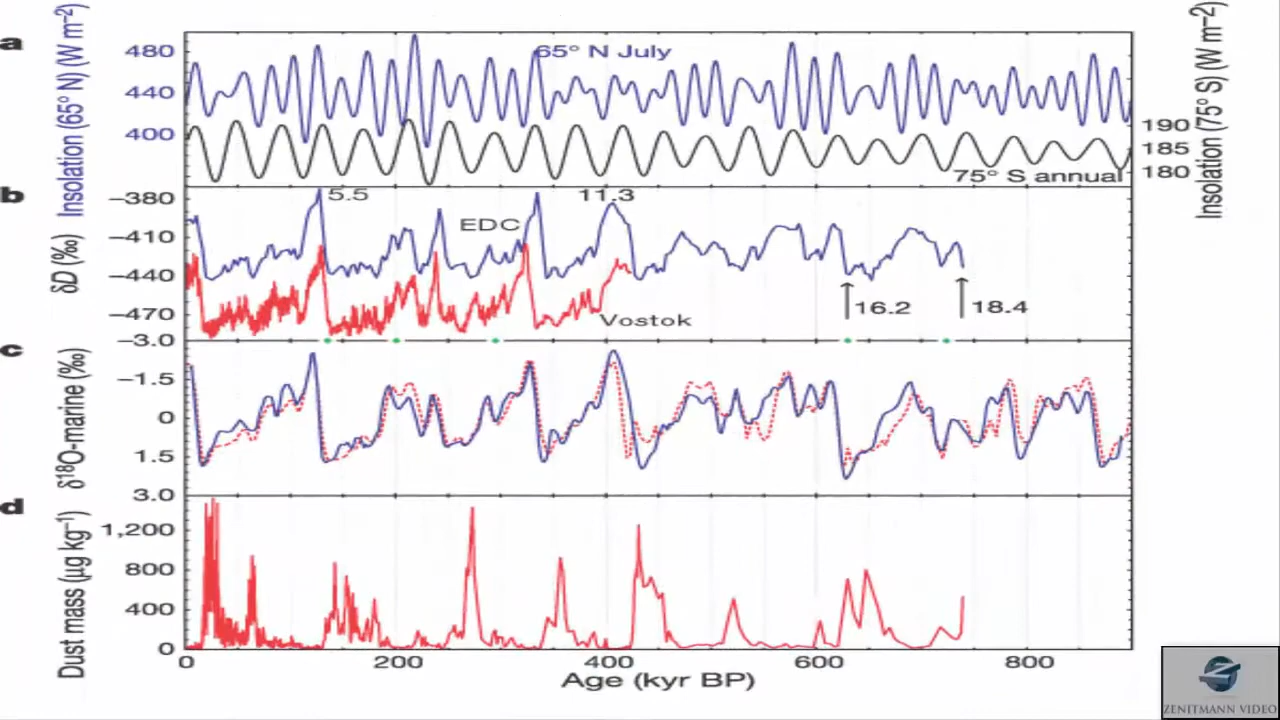 a
Insolation (65° N) (W m–2)
480
440
400
65° N July
75° S annual
190
185
180
Insolation (75° S) (W m–2)
b
δD (‰)
–380
–410
–440
–470
5.5
EDC
11.3
Vostok
16.2
18.4
c
δ18O-marine (‰)
–3.0
–1.5
0
1.5
3.0
d
Dust mass (µg kg–1)
1,200
800
400
0
0
200
400
600
800
Age (kyr BP)
Z
ZENITMANN VIDEO